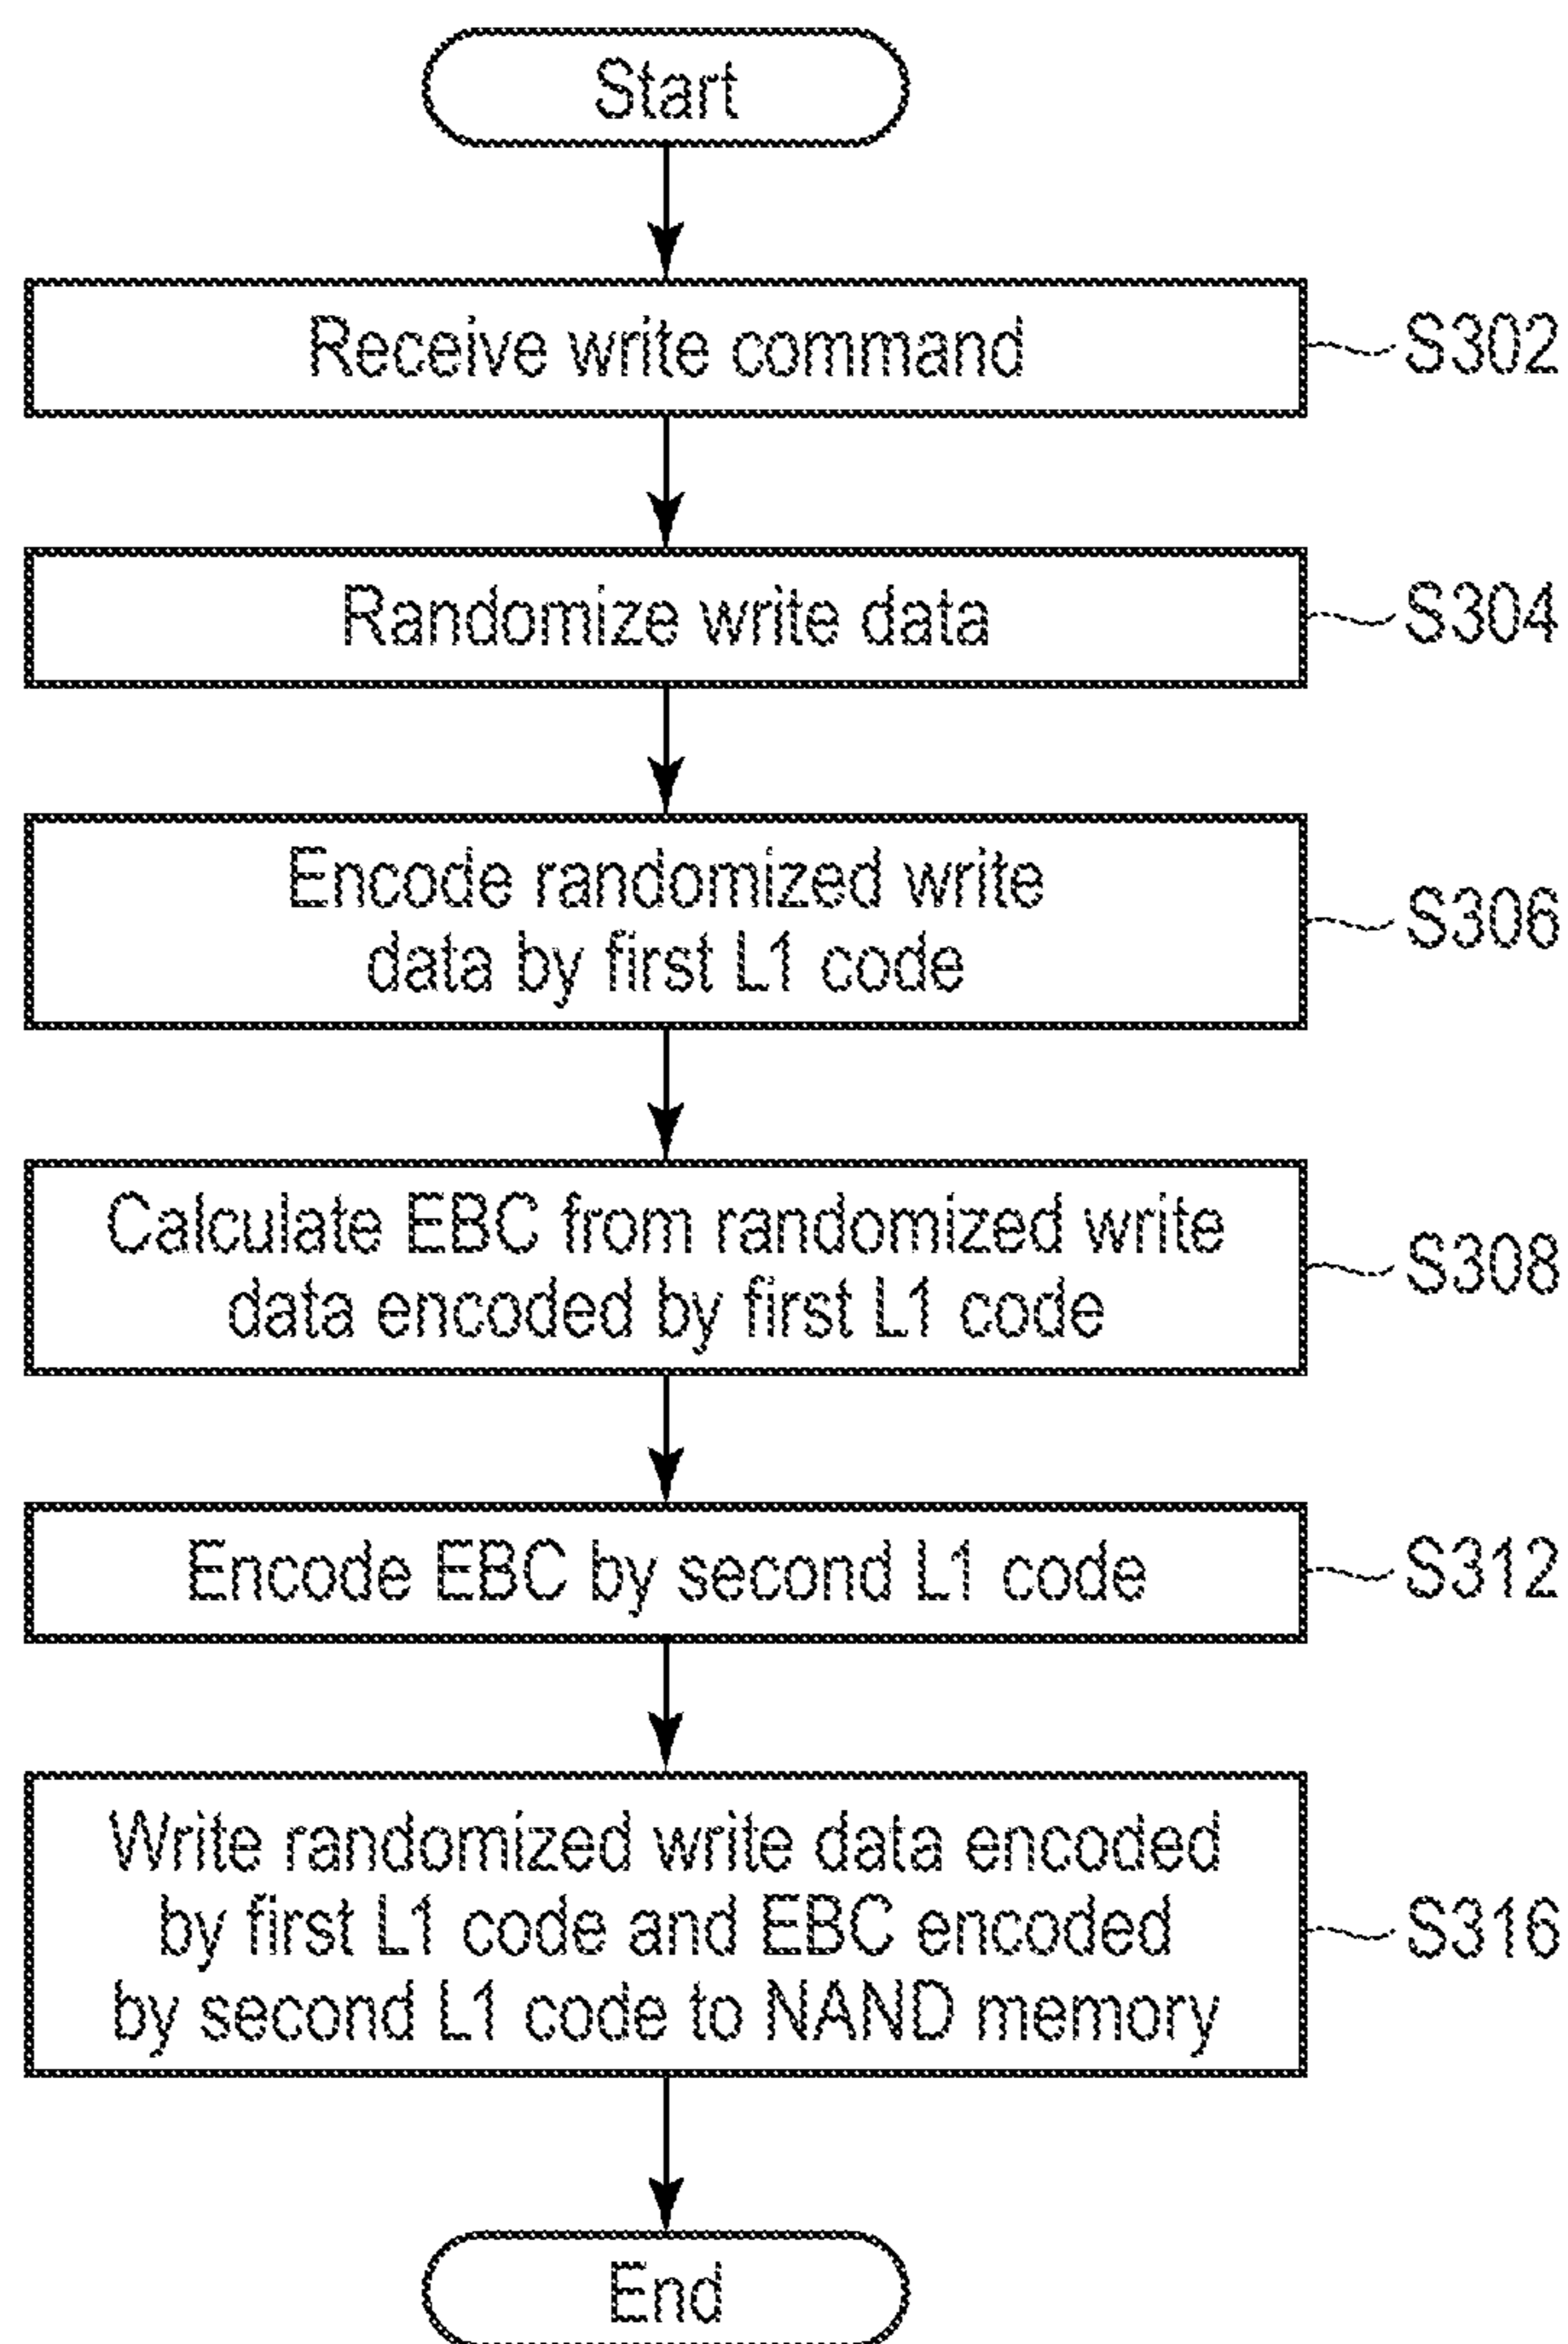 Start
Receive write command
S302
Randomize write data
S304
Encode randomized write
data by first L1 code
S306
Calculate EBC from randomized write
data encoded by first L1 code
S308
Encode EBC by second L1 code
S312
Write randomized write data encoded
by first L1 code and EBC encoded
by second L1 code to NAND memory
S316
End